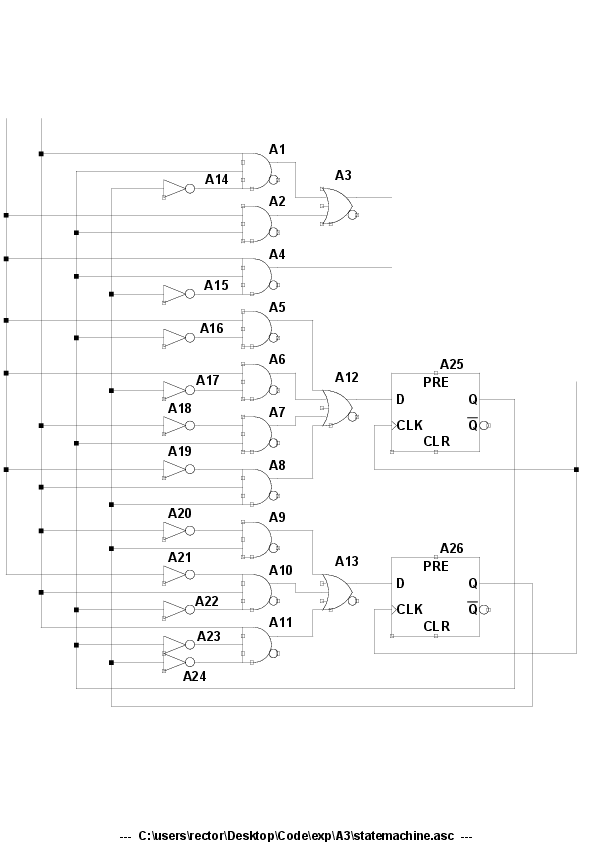 A1
A14
A3
A2
A4
A15
A5
A16
A6
A17
A12
A25
PRE
D Q
A18
A7
CLK Q
CLR
A19
A8
A20
A9
A21
A10
A13
A26
PRE
D Q
A22
CLK Q
CLR
A11
A23
A24
--- C:\users\rector\Desktop\Code\exp\A3\statemachine.asc ---